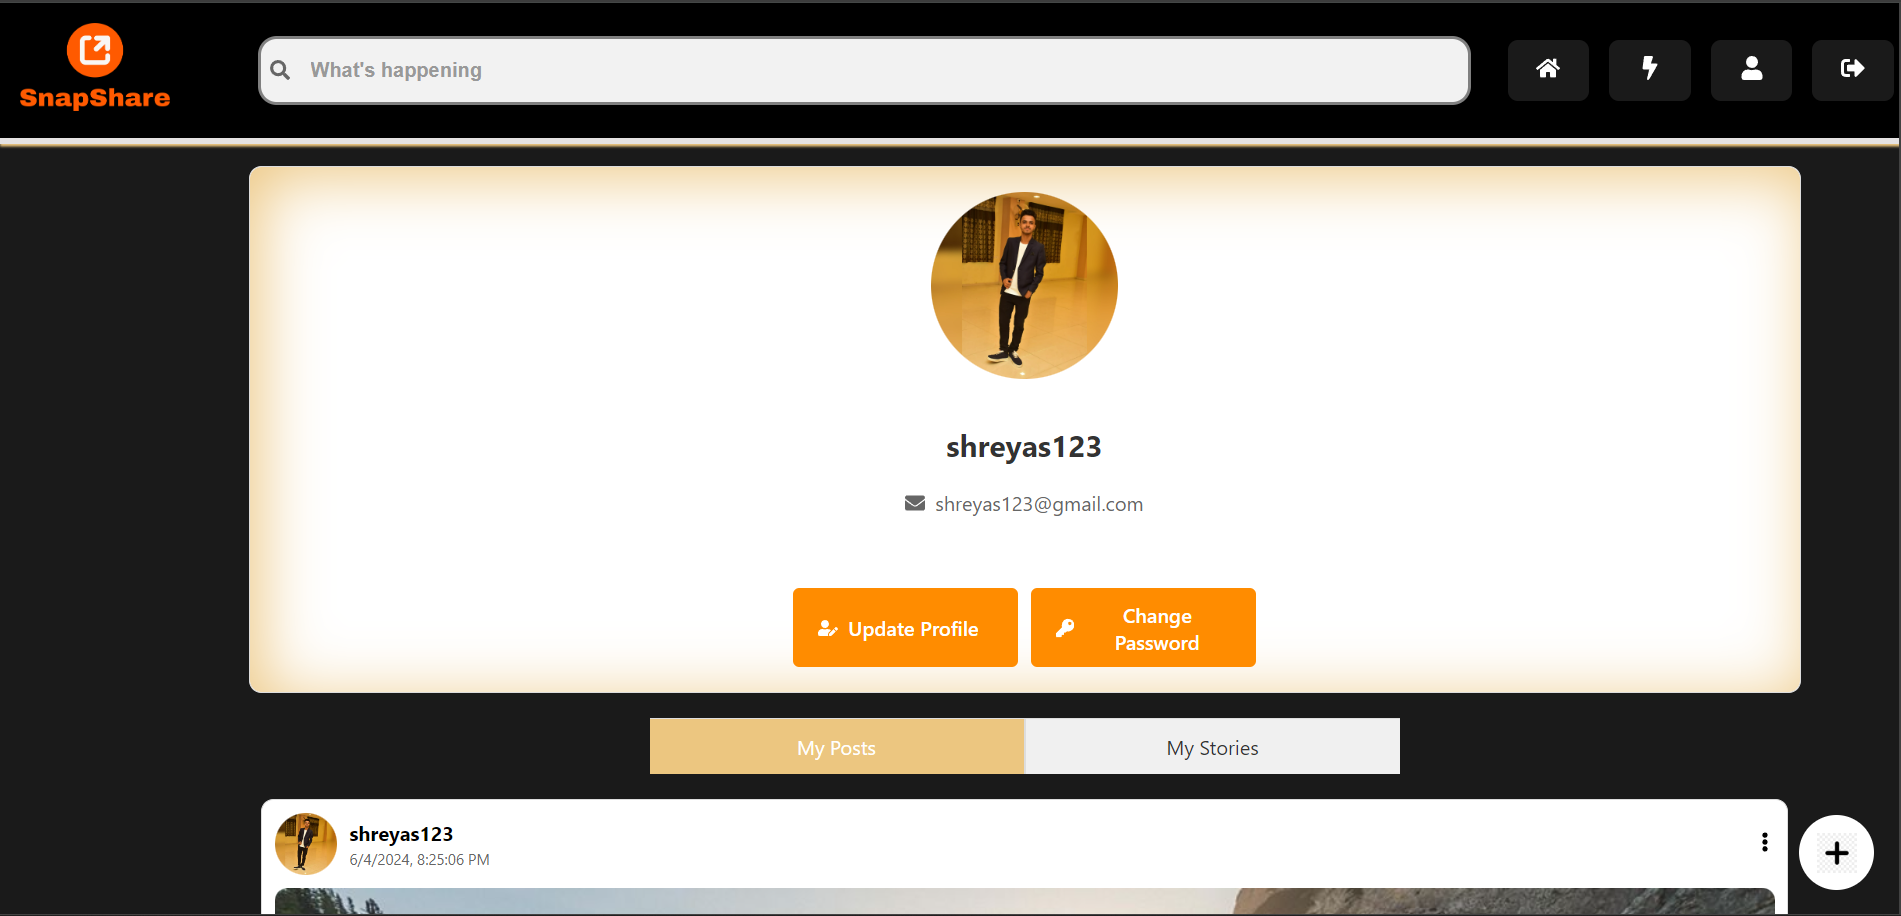 SnapShare
What's happening
shreyas123
shreyas123@gmail.com
Update Profile
Change
Password
My Posts
My Stories
shreyas123
6/4/2024, 8:25:06 PM